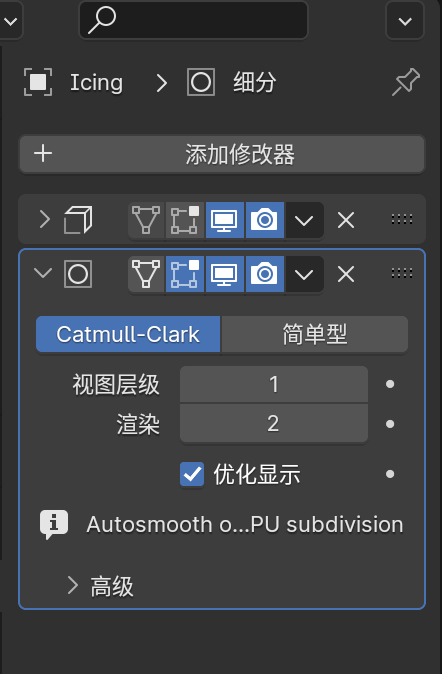 Icing > 细分
+ 添加修改器
Catmull-Clark 简单型
视图层级 1
渲染 2
优化显示
Autosmooth o...PU subdivision
高级